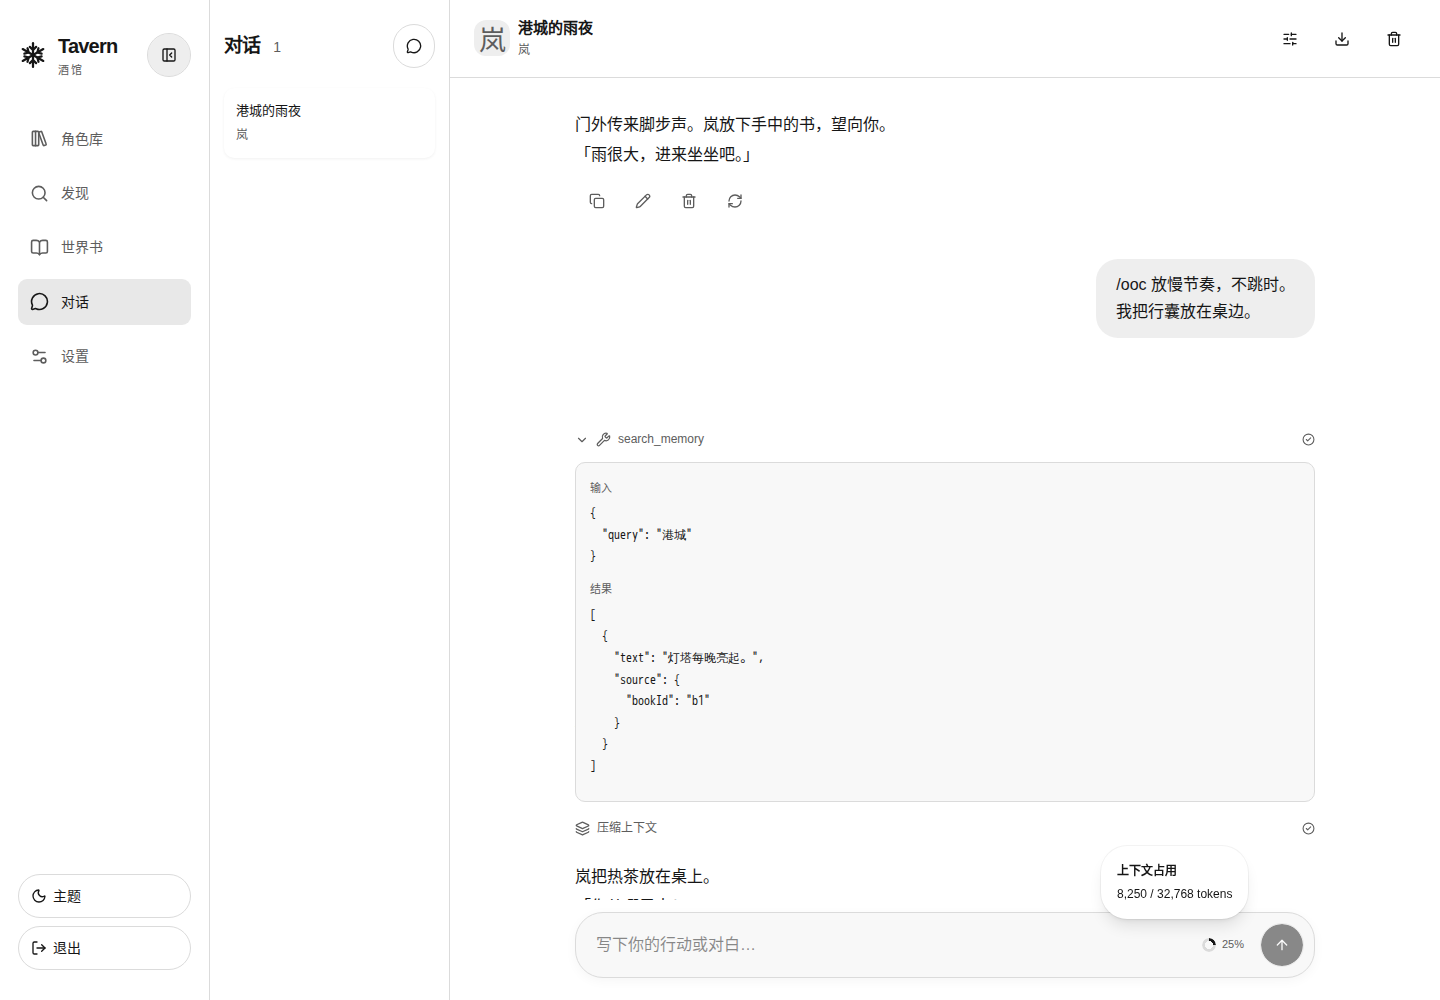 Tavern
酒馆
角色库
发现
世界书
对话
设置
主题
退出
对话 1
港城的雨夜
岚
岚
港城的雨夜
岚
门外传来脚步声。岚放下手中的书，望向你。
「雨很大，进来坐坐吧。」
/ooc 放慢节奏，不跳时。
我把行囊放在桌边。
search_memory
输入
{
"query": "港城"
}
结果
[
{
"text": "灯塔每晚亮起。",
"source": {
"bookId": "b1"
}
}
]
压缩上下文
岚把热茶放在桌上。
上下文占用
8,250 / 32,768 tokens
写下你的行动或对白…
25%